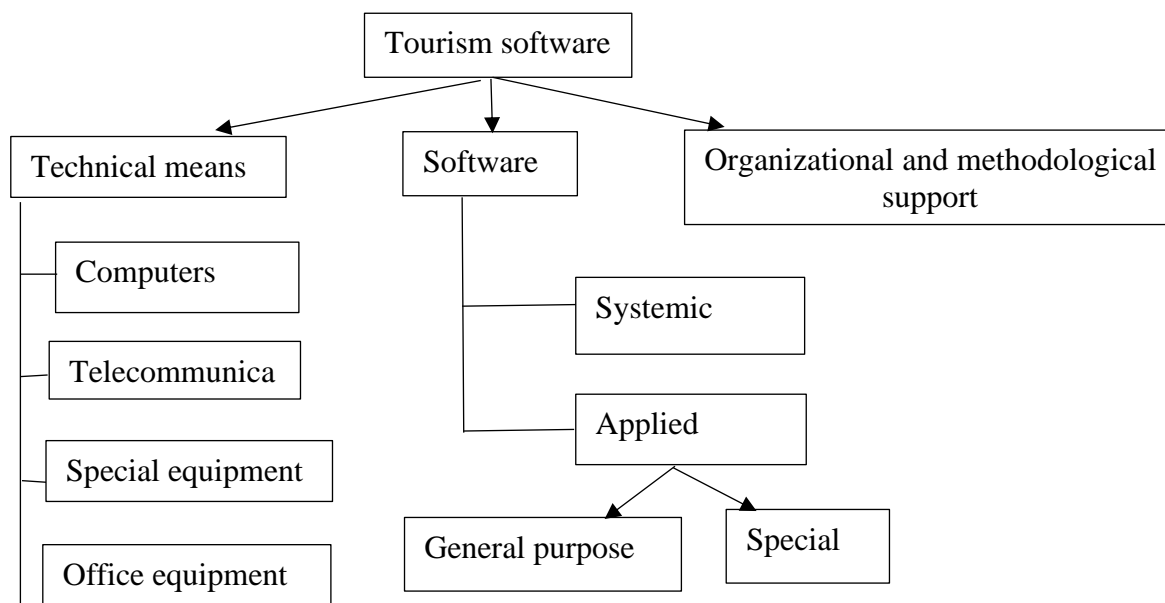 Tourism software
Technical means
Software
Organizational and methodological
support
Computers
Telecommunica
Special equipment
Office equipment
Systemic
Applied
General purpose
Special